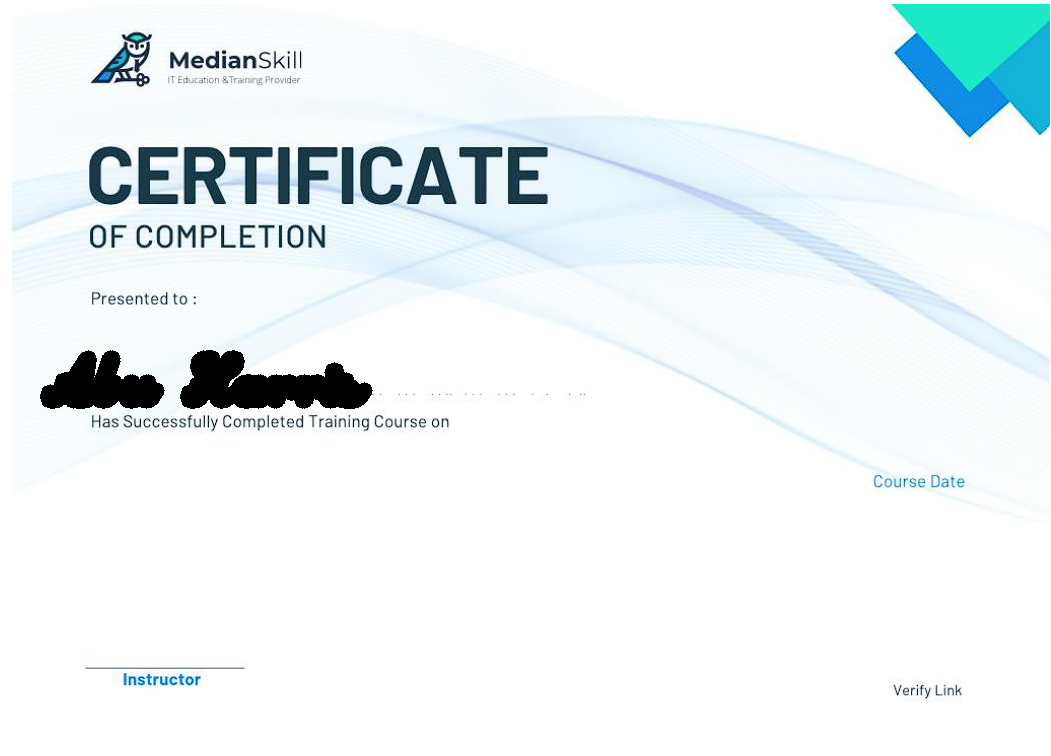 MedianSkill
IT Education &Training Provider
CERTIFICATE
OF COMPLETION
Presented to :
Abu Harris
Has Successfully Completed Training Course on
Course Date
Instructor
Verify Link